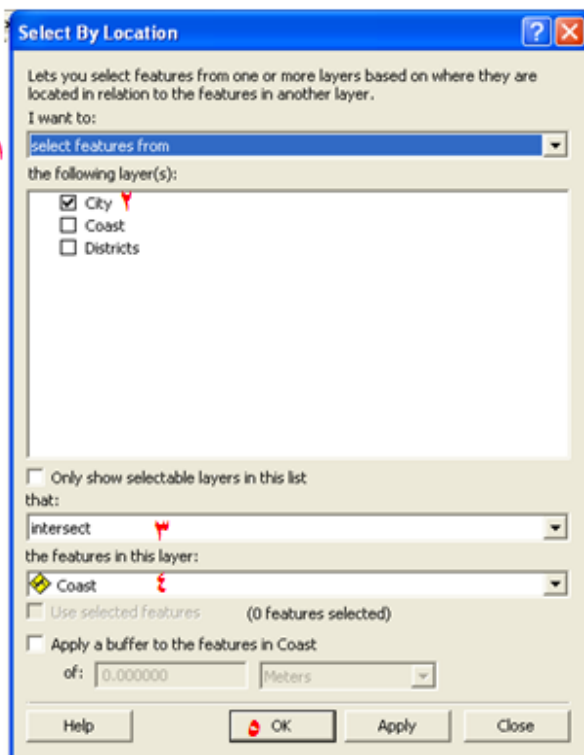 Select By Location
Lets you select features from one or more layers based on where they are
located in relation to the features in another layer.
I want to:
select features from
the following layer(s):
City ٢
Coast
Districts
Only show selectable layers in this list
that:
intersect ٣
the features in this layer:
Coast ٤
Use selected features (0 features selected)
Apply a buffer to the features in Coast
of: 0.000000 Meters
Help ٥ OK Apply Close